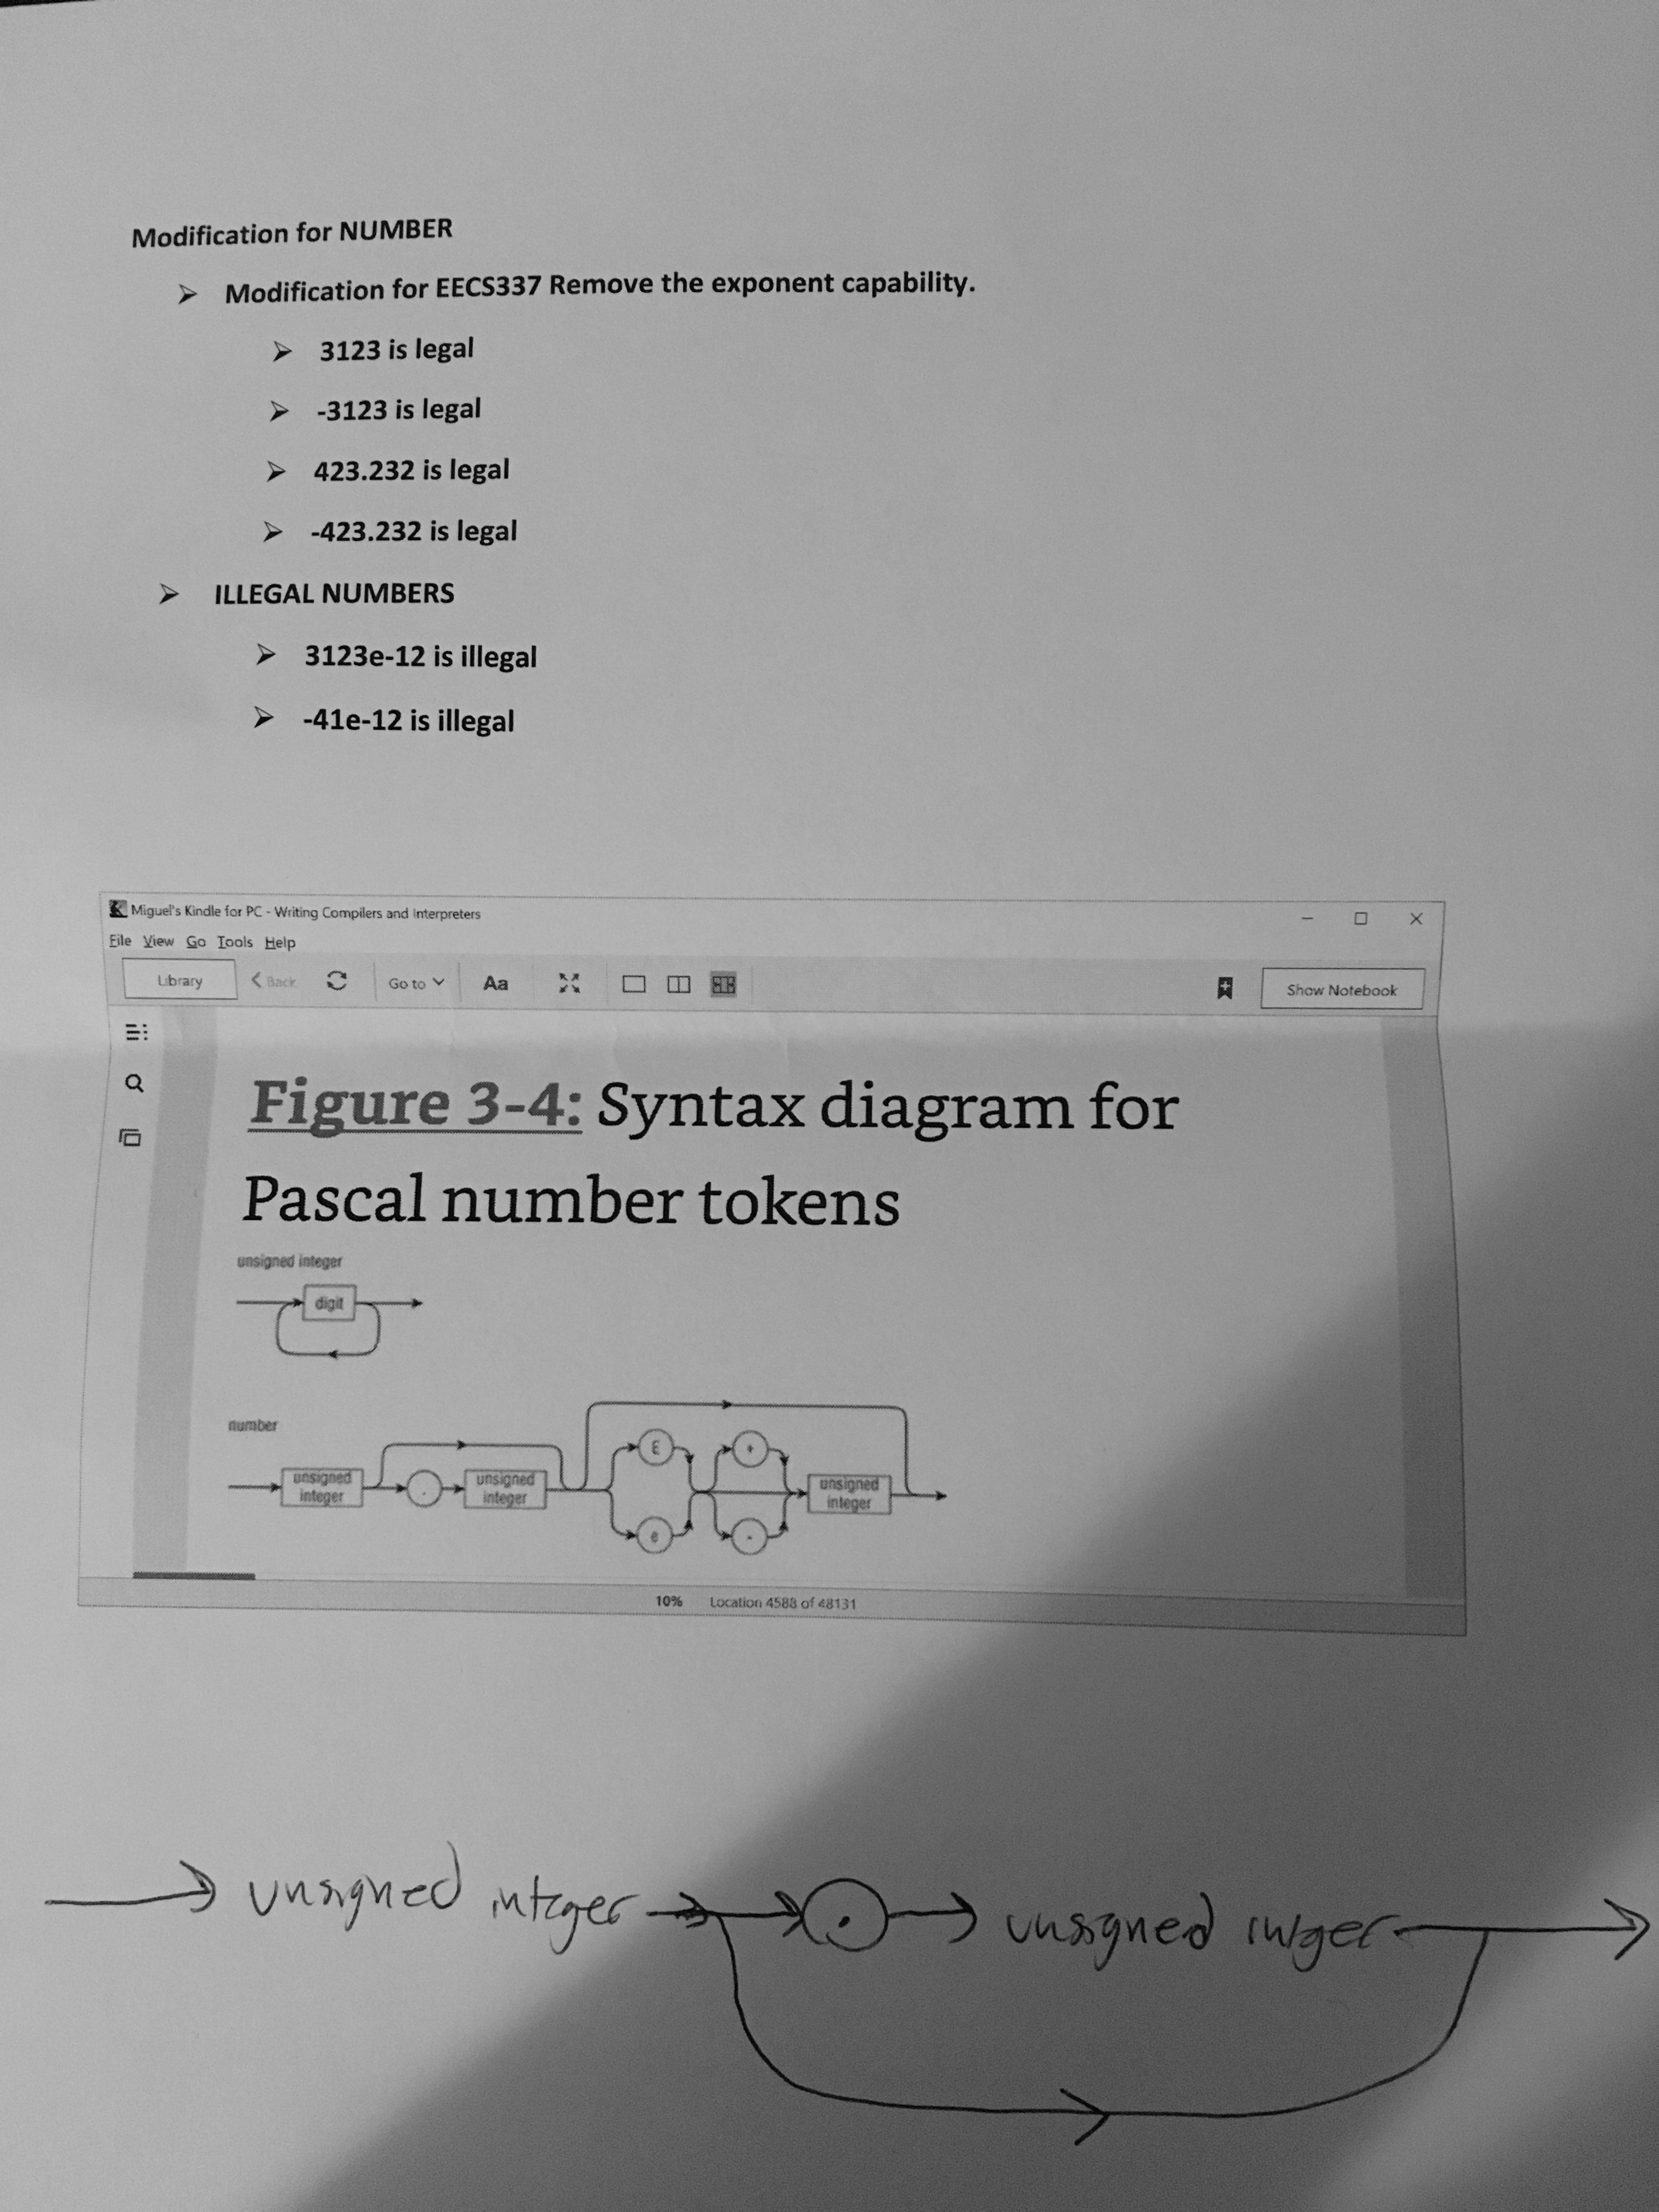 Modification for NUMBER
➢ Modification for EECS337 Remove the exponent capability.
➢ 3123 is legal
➢ -3123 is legal
➢ 423.232 is legal
➢ -423.232 is legal
➢ ILLEGAL NUMBERS
➢ 3123e-12 is illegal
➢ -41e-12 is illegal
Miguel's Kindle for PC - Writing Compilers and Interpreters
File View Go Tools Help
Library Back Go to Aa Show Notebook
Figure 3-4: Syntax diagram for
Pascal number tokens
unsigned integer
digit
number
E +
unsigned integer . unsigned integer unsigned integer
e -
10% Location 4588 of 48131
unsigned integer . unsigned intger